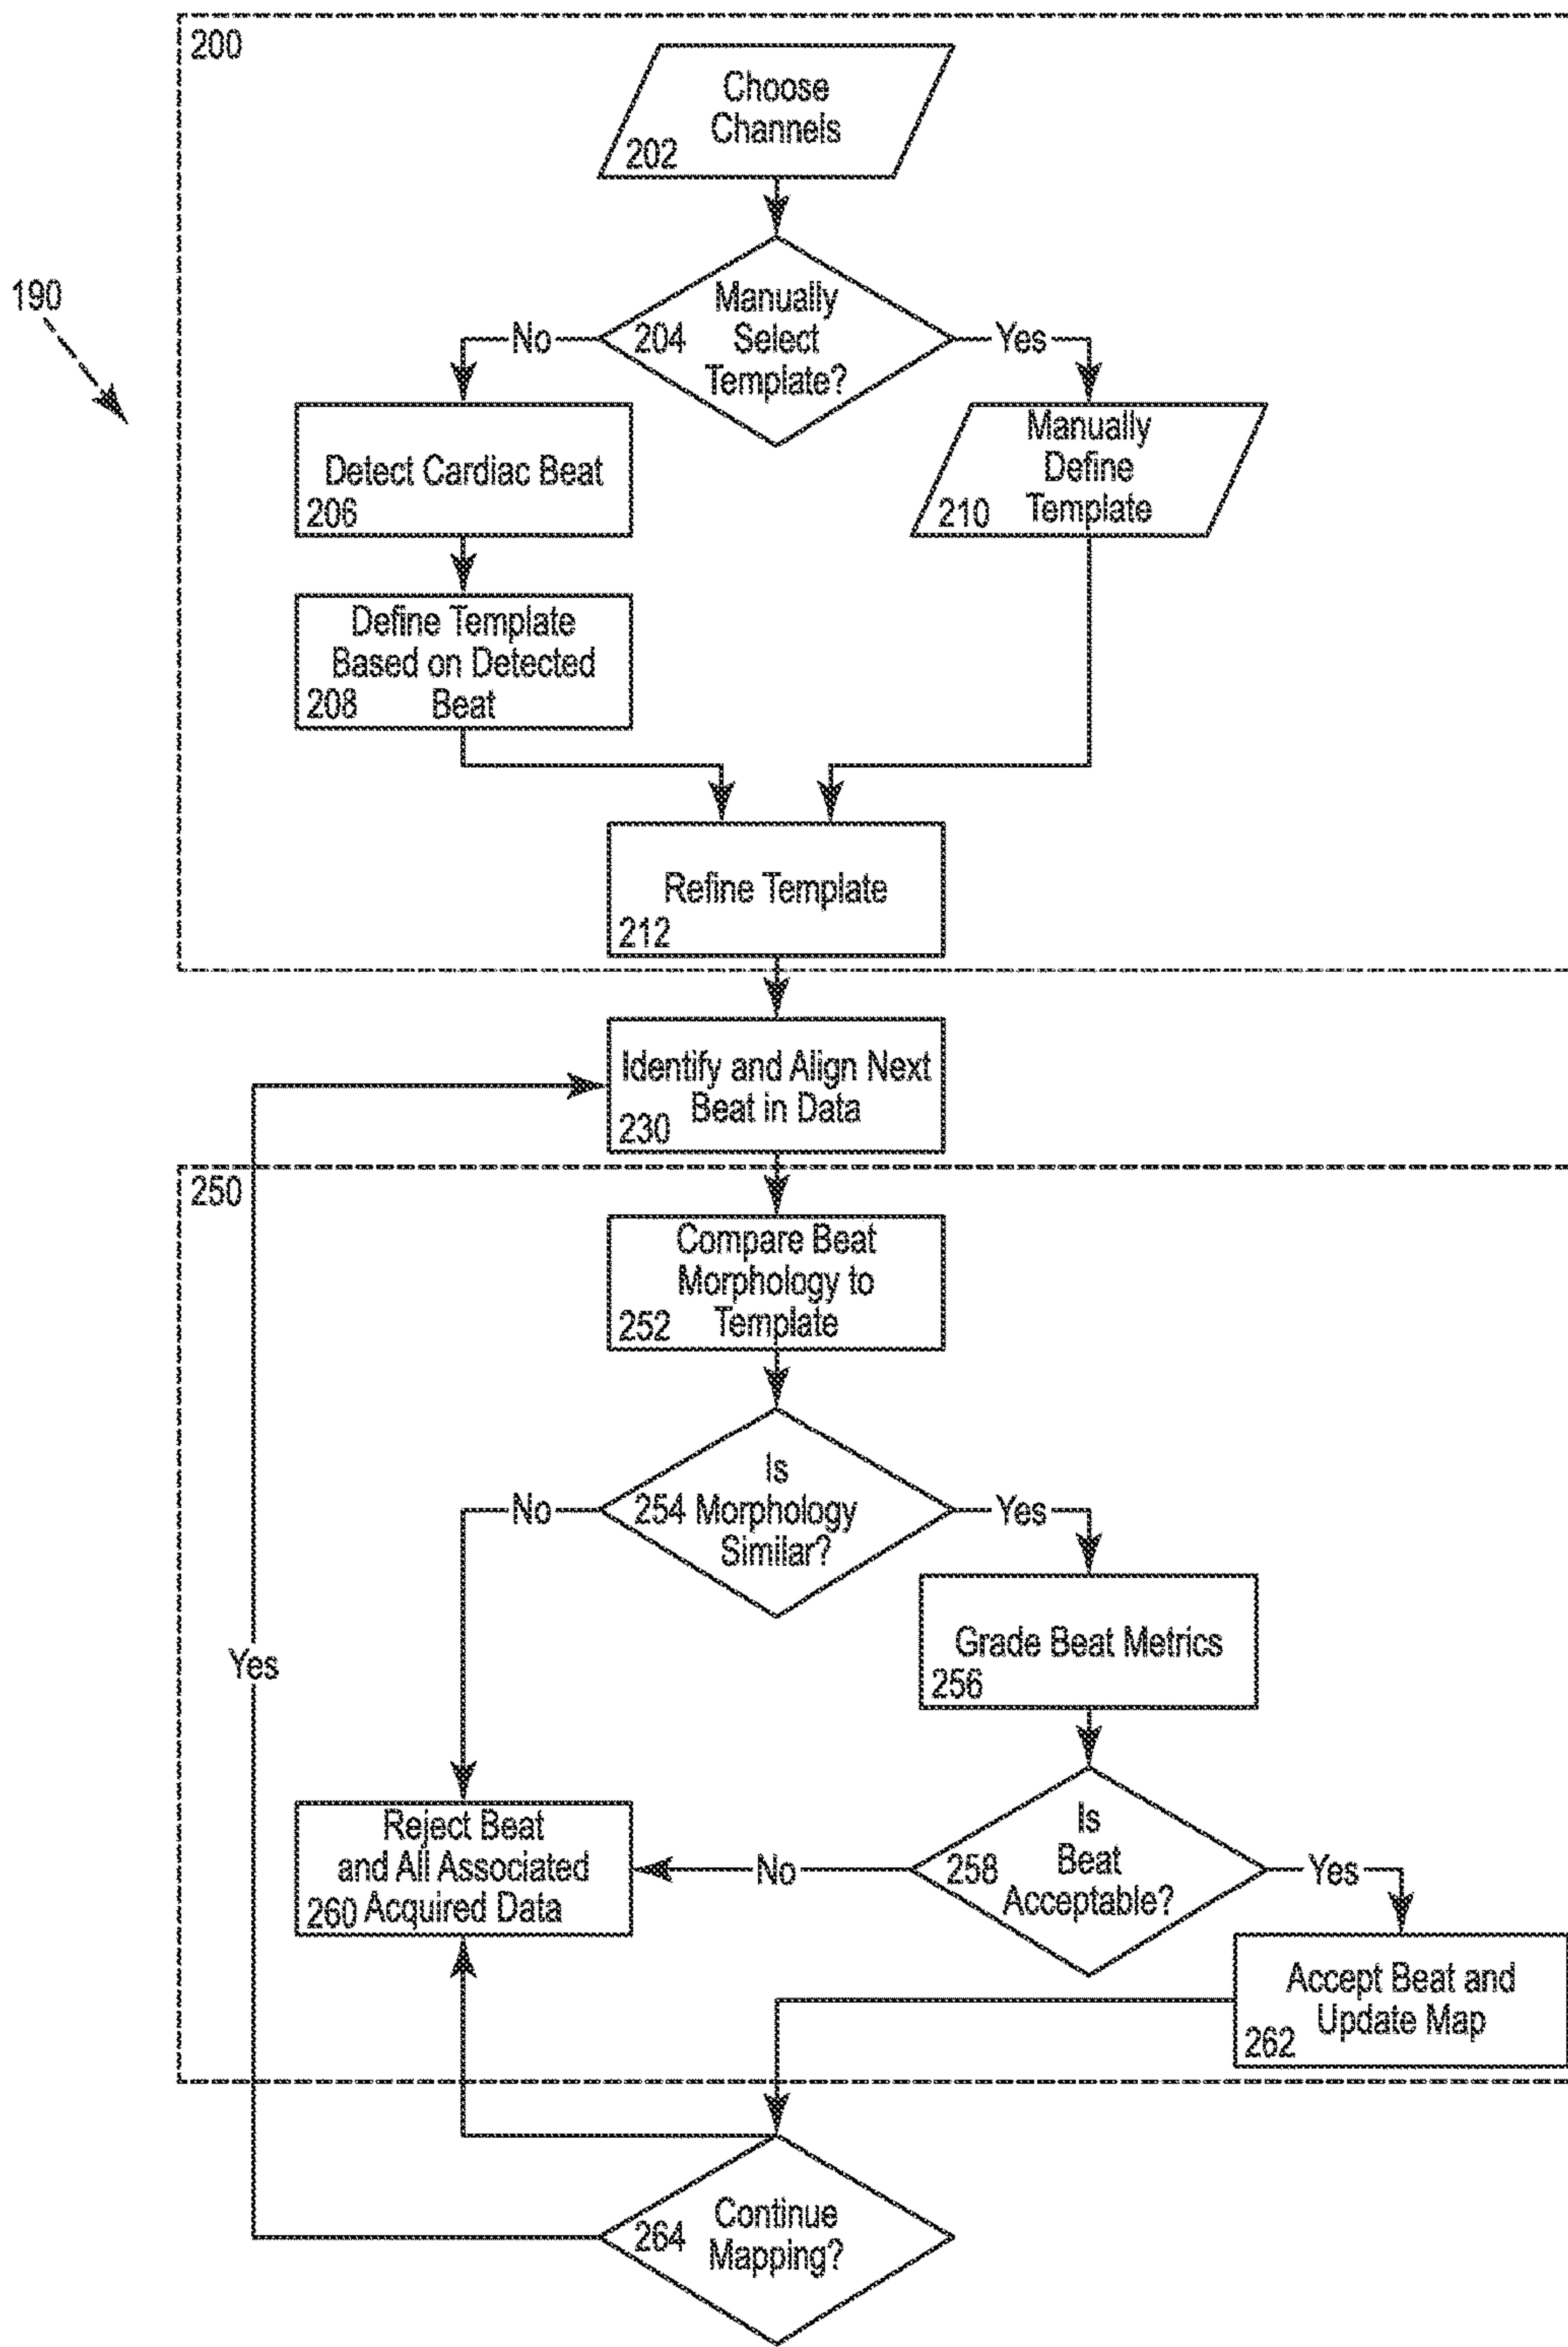 200
Choose
Channels
202
190
Manually
204 Select
Template?
No
Yes
Detect Cardiac Beat
206
Manually
Define
210 Template
Define Template
Based on Detected
208 Beat
Refine Template
212
Identify and Align Next
Beat in Data
230
250
Compare Beat
Morphology to
252 Template
Is
254 Morphology
Similar?
No
Yes
Grade Beat Metrics
256
Yes
Reject Beat
and All Associated
260 Acquired Data
No
Is
258 Beat
Acceptable?
Yes
Accept Beat and
Update Map
262
264 Continue
Mapping?